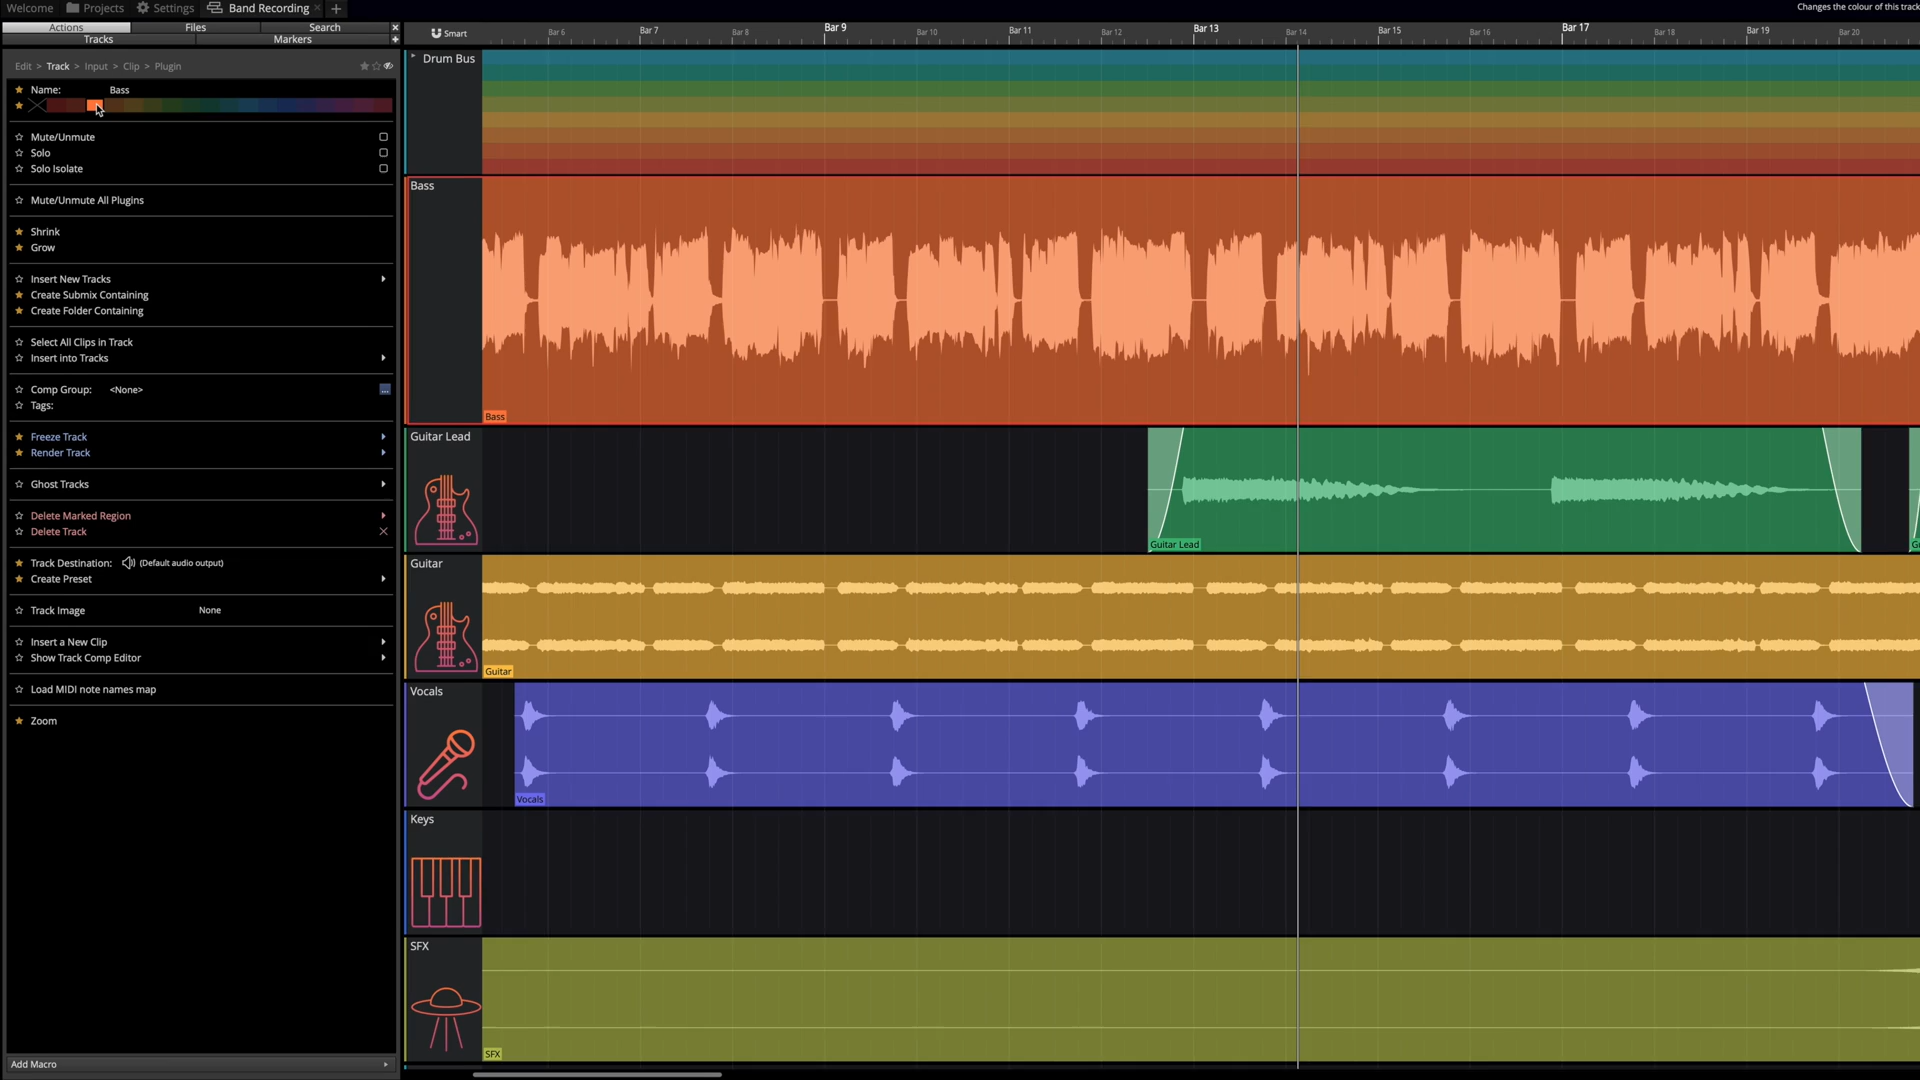 Welcome Projects Settings Band Recording
Changes the colour of this track
Actions Files Search
Tracks Markers
Edit > Track > Input > Clip > Plugin
Name: Bass
Mute/Unmute
Solo
Solo Isolate
Mute/Unmute All Plugins
Shrink
Grow
Insert New Tracks
Create Submix Containing
Create Folder Containing
Select All Clips in Track
Insert into Tracks
Comp Group: <None>
...
Tags:
Freeze Track
Render Track
Ghost Tracks
Delete Marked Region
Delete Track
Track Destination: (Default audio output)
Create Preset
Track Image None
Insert a New Clip
Show Track Comp Editor
Load MIDI note names map
Zoom
Add Macro
Smart
Bar 6 Bar 7 Bar 8 Bar 9 Bar 10 Bar 11 Bar 12 Bar 13 Bar 14 Bar 15 Bar 16 Bar 17 Bar 18 Bar 19 Bar 20
Drum Bus
Bass
Bass
Guitar Lead
Guitar Lead
Guitar
Guitar
Vocals
Vocals
Keys
SFX
SFX